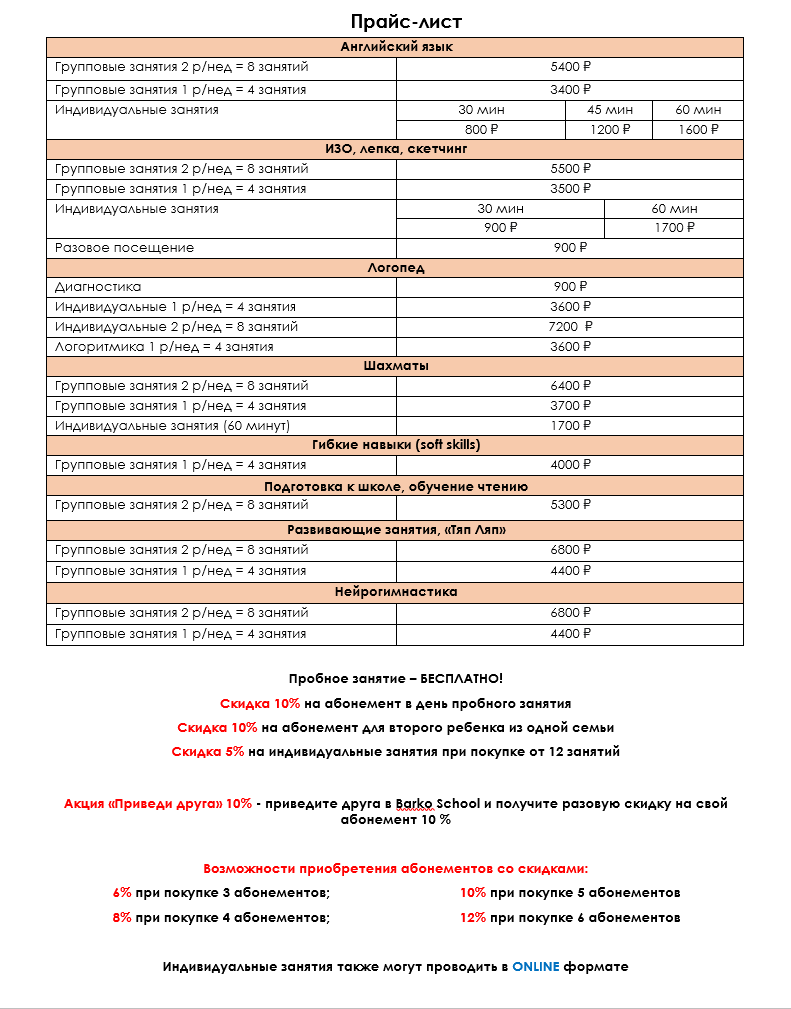 Прайс-лист
Английский язык
Групповые занятия 2 р/нед = 8 занятий 5400 ₽
Групповые занятия 1 р/нед = 4 занятия 3400 ₽
Индивидуальные занятия 30 мин 45 мин 60 мин
800 ₽ 1200 ₽ 1600 ₽
ИЗО, лепка, скетчинг
Групповые занятия 2 р/нед = 8 занятий 5500 ₽
Групповые занятия 1 р/нед = 4 занятия 3500 ₽
Индивидуальные занятия 30 мин 60 мин
900 ₽ 1700 ₽
Разовое посещение 900 ₽
Логопед
Диагностика 900 ₽
Индивидуальные 1 р/нед = 4 занятия 3600 ₽
Индивидуальные 2 р/нед = 8 занятий 7200 ₽
Логоритмика 1 р/нед = 4 занятия 3600 ₽
Шахматы
Групповые занятия 2 р/нед = 8 занятий 6400 ₽
Групповые занятия 1 р/нед = 4 занятия 3700 ₽
Индивидуальные занятия (60 минут) 1700 ₽
Гибкие навыки (soft skills)
Групповые занятия 1 р/нед = 4 занятия 4000 ₽
Подготовка к школе, обучение чтению
Групповые занятия 2 р/нед = 8 занятий 5300 ₽
Развивающие занятия, «Тяп Ляп»
Групповые занятия 2 р/нед = 8 занятий 6800 ₽
Групповые занятия 1 р/нед = 4 занятия 4400 ₽
Нейрогимнастика
Групповые занятия 2 р/нед = 8 занятий 6800 ₽
Групповые занятия 1 р/нед = 4 занятия 4400 ₽
Пробное занятие – БЕСПЛАТНО!
Скидка 10% на абонемент в день пробного занятия
Скидка 10% на абонемент для второго ребенка из одной семьи
Скидка 5% на индивидуальные занятия при покупке от 12 занятий
Акция «Приведи друга» 10% - приведите друга в Barko School и получите разовую скидку на свой
абонемент 10 %
Возможности приобретения абонементов со скидками:
6% при покупке 3 абонементов; 10% при покупке 5 абонементов
8% при покупке 4 абонементов; 12% при покупке 6 абонементов
Индивидуальные занятия также могут проводить в ONLINE формате